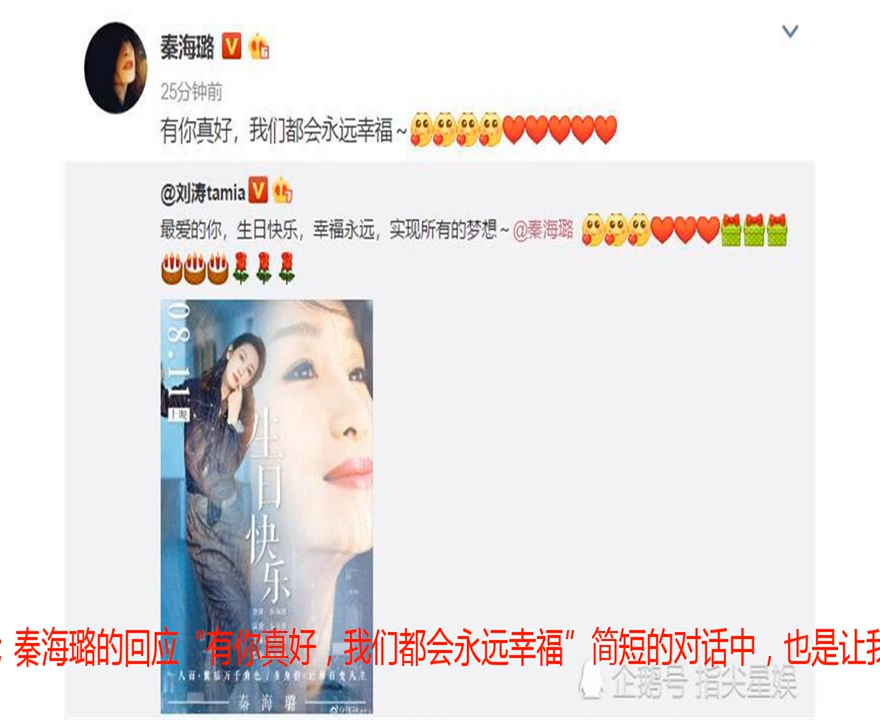 秦海璐
25分钟前
有你真好，我们都会永远幸福~
@刘涛tamia
最爱的你，生日快乐，幸福永远，实现所有的梦想~@秦海璐
08.11
上映
生日快乐
秦海璐的回应“有你真好，我们都会永远幸福”简短的对话中，也是让我
秦海璐
企鹅号 指尖星娱